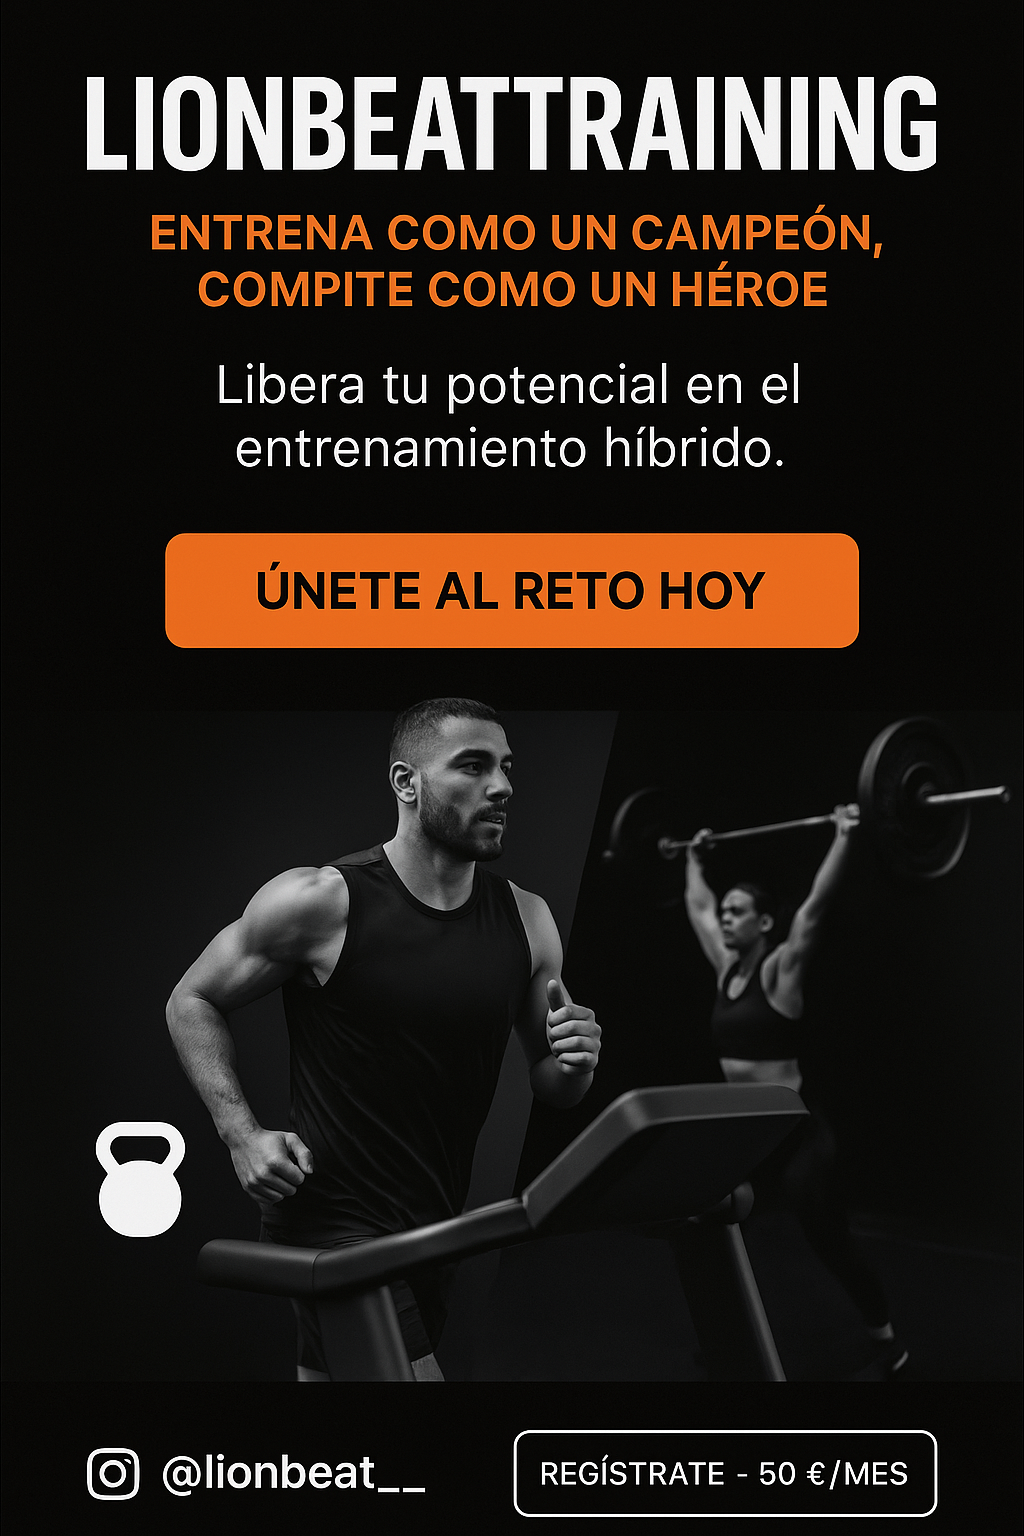 LIONBEATTRAINING
ENTRENA COMO UN CAMPEÓN,
COMPITE COMO UN HÉROE
Libera tu potencial en el
entrenamiento híbrido.
ÚNETE AL RETO HOY
@lionbeat__
REGÍSTRATE - 50 €/MES